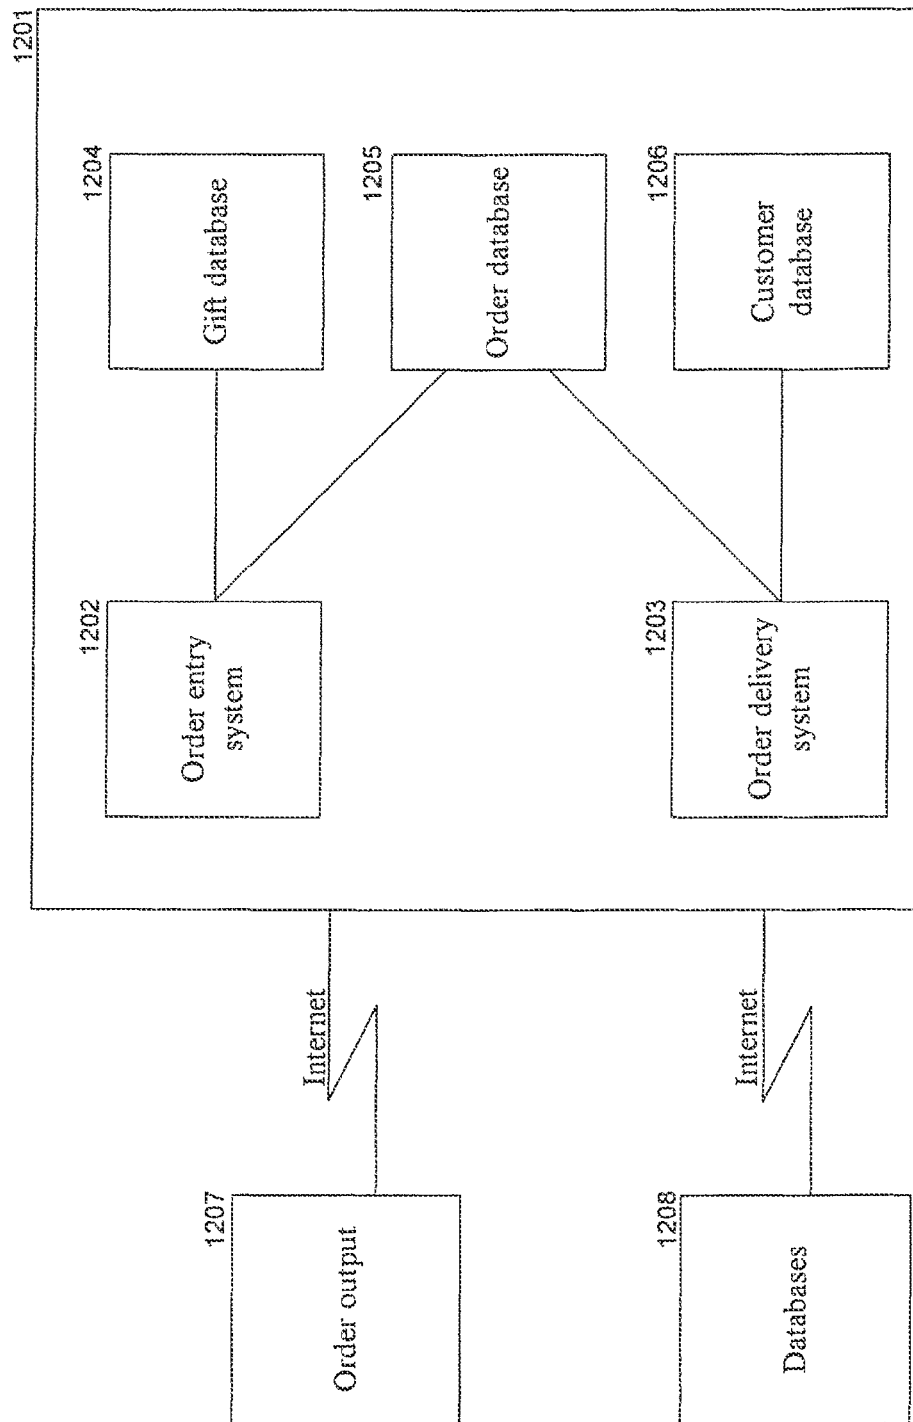 1201
1204
Gift database
1205
Order database
1206
Customer
database
1202
Order entry
system
1203
Order delivery
system
Internet
Internet
1207
Order output
1208
Databases